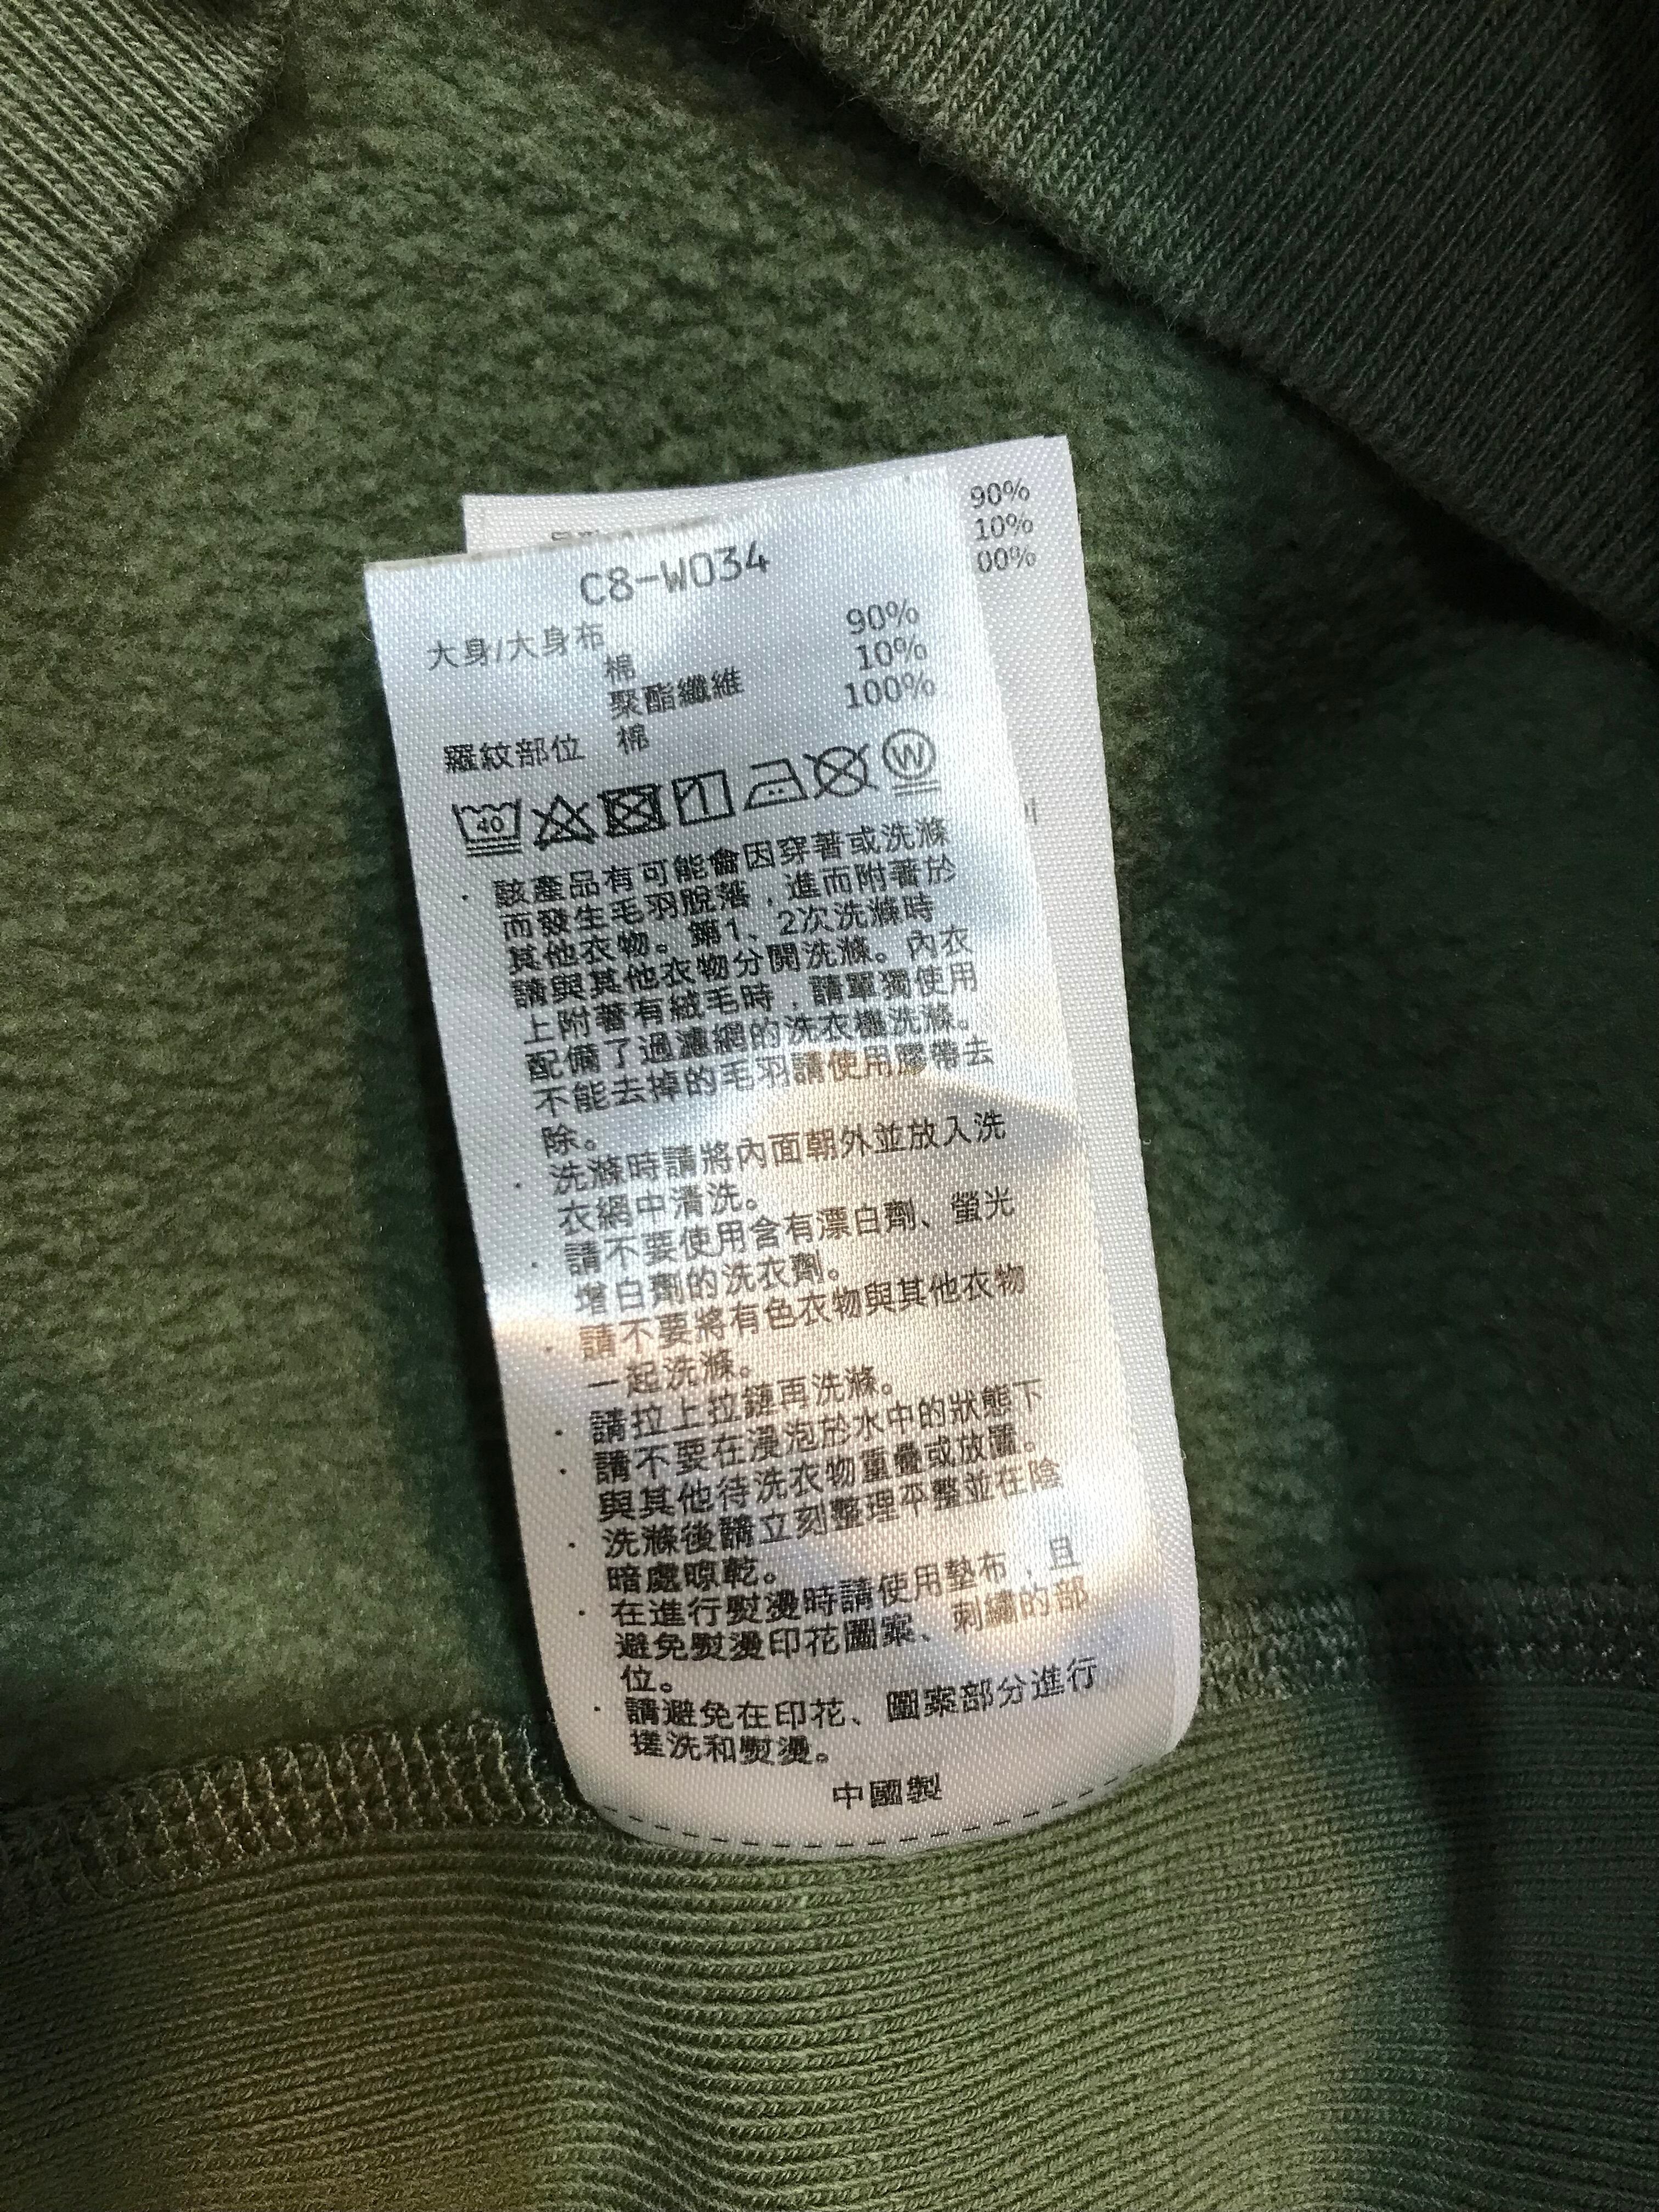 90%
10%
00%
C8-W034
大身/大身布
棉 90%
聚酯纖維 10%
羅紋部位 棉 100%
40
W
· 該產品有可能會因穿著或洗滌
而發生毛羽脫落，進而附著於
其他衣物。第1、2次洗滌時
請與其他衣物分開洗滌。內衣
上附著有絨毛時，請單獨使用
配備了過濾網的洗衣機洗滌。
不能去掉的毛羽請使用膠帶去
除。
· 洗滌時請將內面朝外並放入洗
衣網中清洗。
· 請不要使用含有漂白劑、螢光
增白劑的洗衣劑。
· 請不要將有色衣物與其他衣物
一起洗滌。
· 請拉上拉鏈再洗滌。
· 請不要在浸泡於水中的狀態下
與其他待洗衣物重疊或放置。
· 洗滌後請立刻整理平整並在陰
暗處晾乾。
· 在進行熨燙時請使用墊布，且
避免熨燙印花圖案、刺繡的部
位。
· 請避免在印花、圖案部分進行
搓洗和熨燙。
中國製